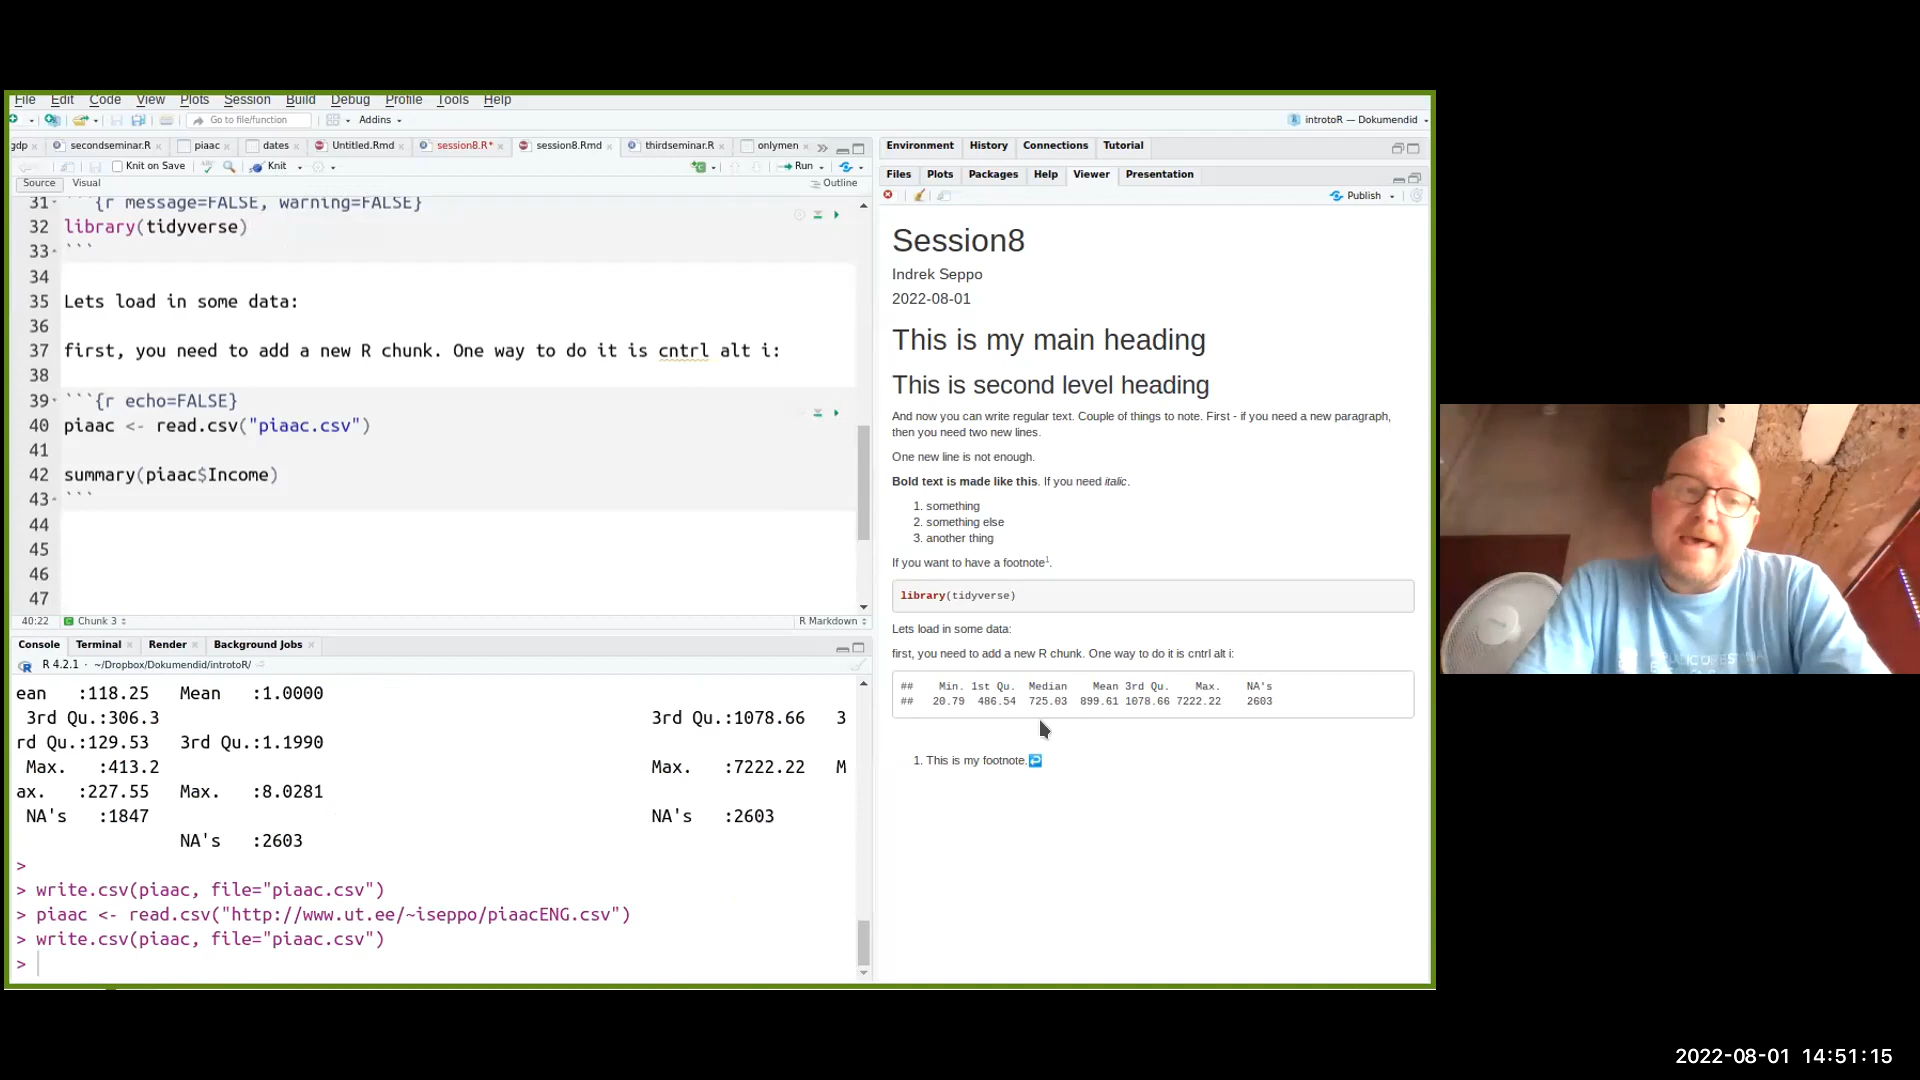 File Edit Code View Plots Session Build Debug Profile Tools Help
Go to file/function Addins introtoR — Dokumendid
gdp secondseminar.R piaac dates Untitled.Rmd session8.R* session8.Rmd thirdseminar.R onlymen
Knit on Save Knit Run
Source Visual Outline
31 ```{r message=FALSE, warning=FALSE}
32 library(tidyverse)
33 ```
34
35 Lets load in some data:
36
37 first, you need to add a new R chunk. One way to do it is cntrl alt i:
38
39 ```{r echo=FALSE}
40 piaac <- read.csv("piaac.csv")
41
42 summary(piaac$Income)
43 ```
44
45
46
47
40:22 Chunk 3 R Markdown
Console Terminal Render Background Jobs
R 4.2.1 · ~/Dropbox/Dokumendid/introtoR/
ean :118.25 Mean :1.0000
3rd Qu.:306.3 3rd Qu.:1078.66 3
rd Qu.:129.53 3rd Qu.:1.1990
Max. :413.2 Max. :7222.22 M
ax. :227.55 Max. :8.0281
NA's :1847 NA's :2603
NA's :2603
>
> write.csv(piaac, file="piaac.csv")
> piaac <- read.csv("http://www.ut.ee/~iseppo/piaacENG.csv")
> write.csv(piaac, file="piaac.csv")
>
Environment History Connections Tutorial
Files Plots Packages Help Viewer Presentation
Publish
Session8
Indrek Seppo
2022-08-01
This is my main heading
This is second level heading
And now you can write regular text. Couple of things to note. First - if you need a new paragraph,
then you need two new lines.
One new line is not enough.
Bold text is made like this. If you need italic.
1. something
2. something else
3. another thing
If you want to have a footnote1.
library(tidyverse)
Lets load in some data:
first, you need to add a new R chunk. One way to do it is cntrl alt i:
## Min. 1st Qu. Median Mean 3rd Qu. Max. NA's
## 20.79 486.54 725.03 899.61 1078.66 7222.22 2603
1. This is my footnote.
2022-08-01 14:51:15